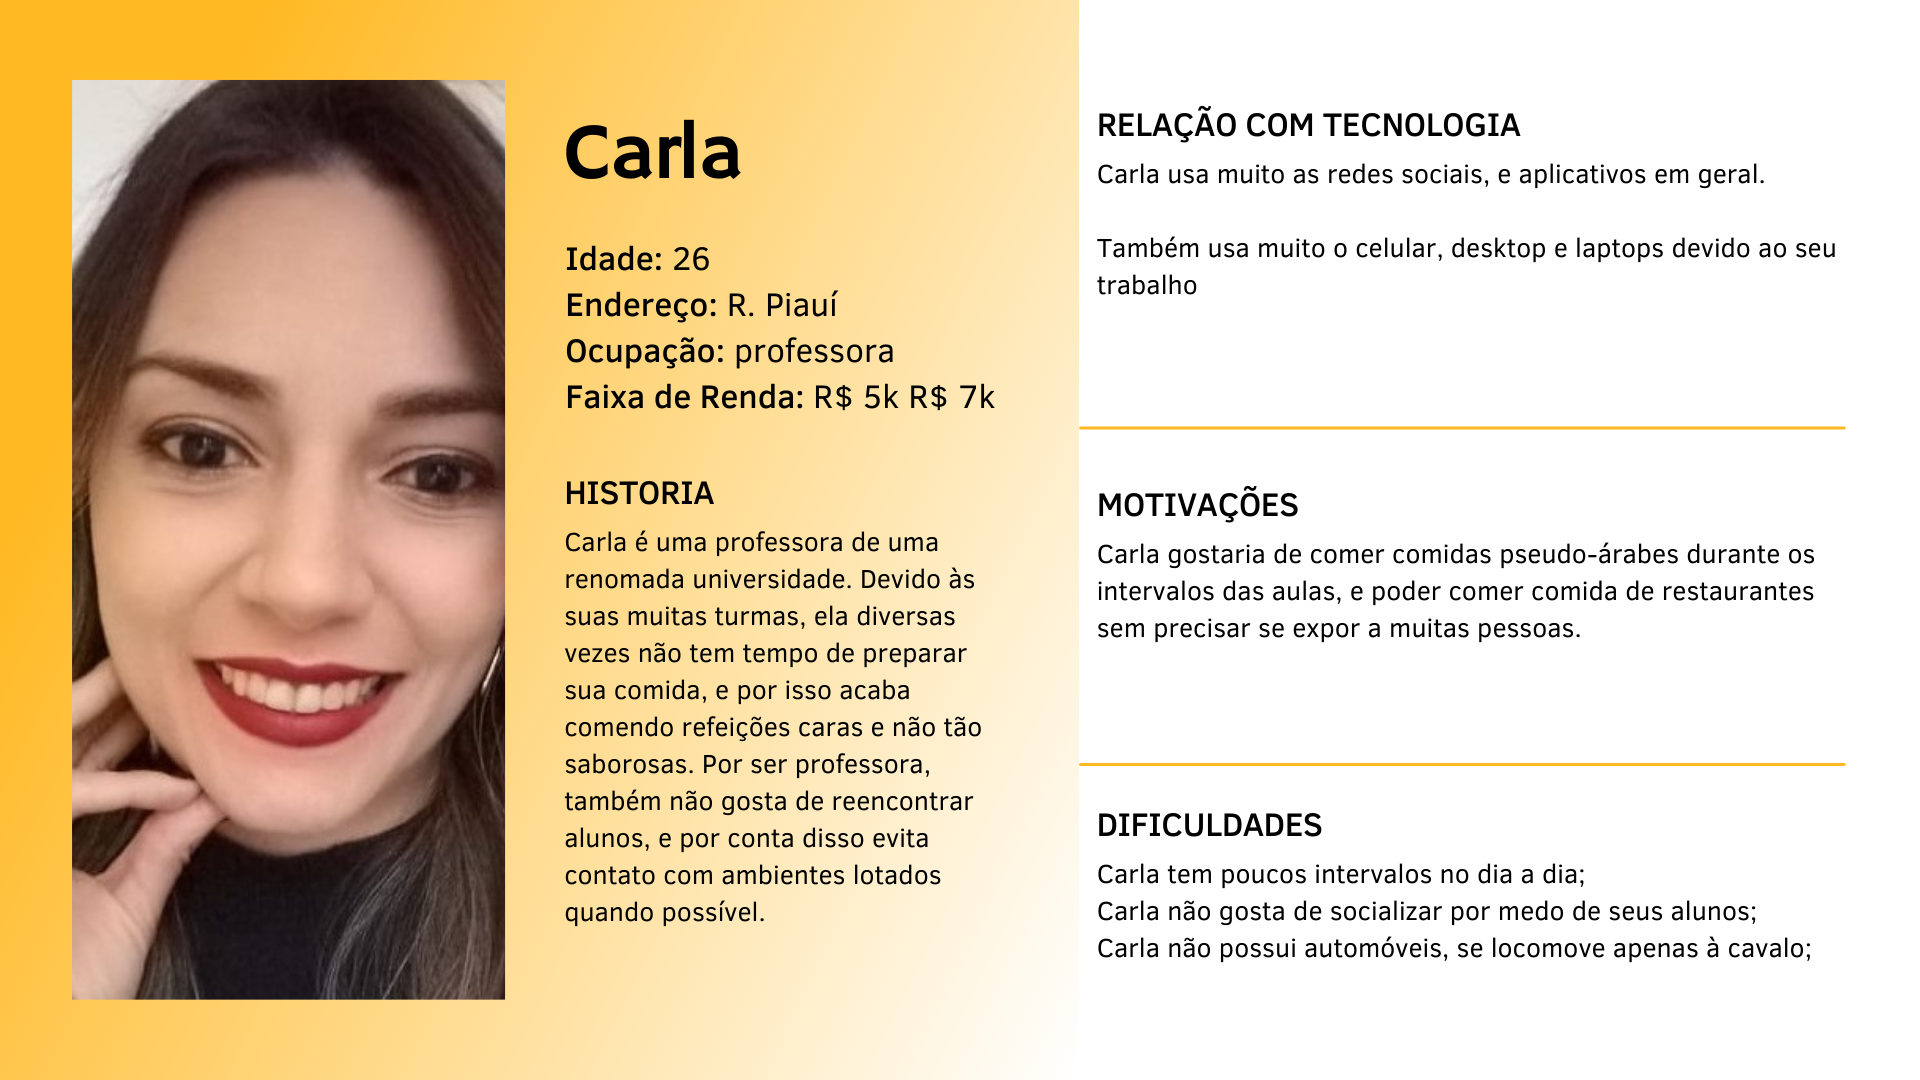 Carla
Idade: 26
Endereço: R. Piauí
Ocupação: professora
Faixa de Renda: R$ 5k R$ 7k
HISTORIA
Carla é uma professora de uma
renomada universidade. Devido às
suas muitas turmas, ela diversas
vezes não tem tempo de preparar
sua comida, e por isso acaba
comendo refeições caras e não tão
saborosas. Por ser professora,
também não gosta de reencontrar
alunos, e por conta disso evita
contato com ambientes lotados
quando possível.
RELAÇÃO COM TECNOLOGIA
Carla usa muito as redes sociais, e aplicativos em geral.
Também usa muito o celular, desktop e laptops devido ao seu
trabalho
MOTIVAÇÕES
Carla gostaria de comer comidas pseudo-árabes durante os
intervalos das aulas, e poder comer comida de restaurantes
sem precisar se expor a muitas pessoas.
DIFICULDADES
Carla tem poucos intervalos no dia a dia;
Carla não gosta de socializar por medo de seus alunos;
Carla não possui automóveis, se locomove apenas à cavalo;